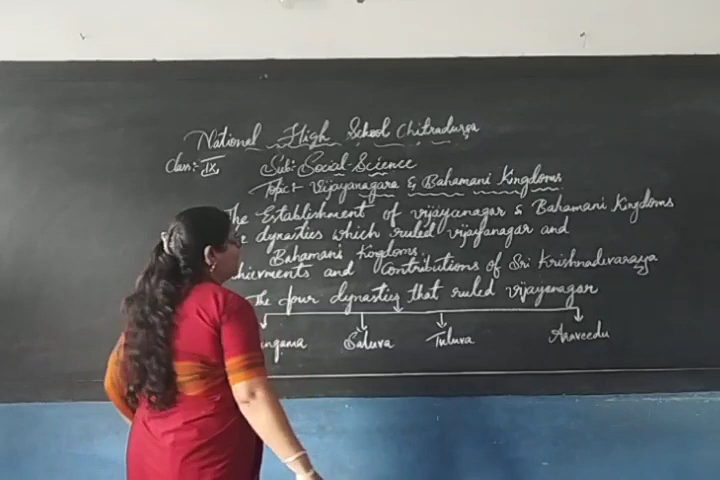 National High School Chitradurga
Class:- IX Sub:- Social Science
Topic:- Vijayanagara & Bahamani Kingdoms
The Establishment of Vijayanagar & Bahamani Kingdoms
dynasties which ruled Vijayanagar and
Bahamani Kogdoms.
and contributions of Sri Krishnadevaraya
The four dynasties that ruled Vijayanagar
Saluva Tuluva Araveedu